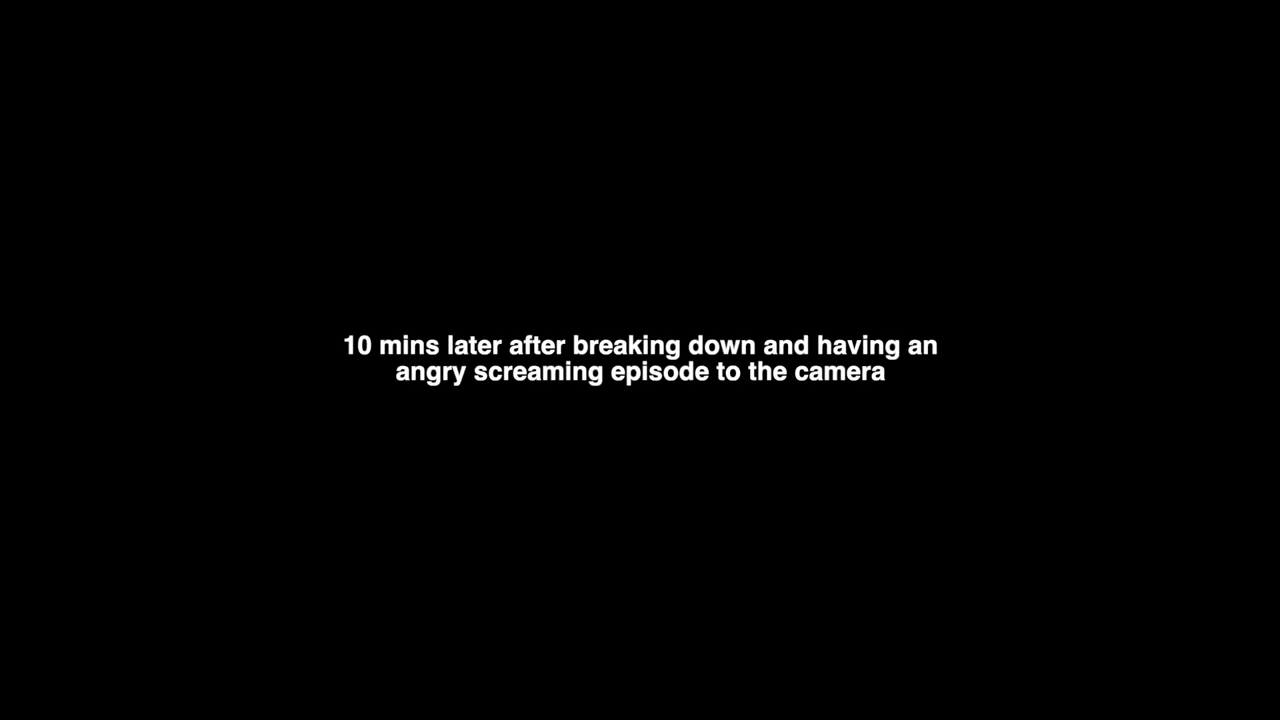 10 mins later after breaking down and having an
angry screaming episode to the camera